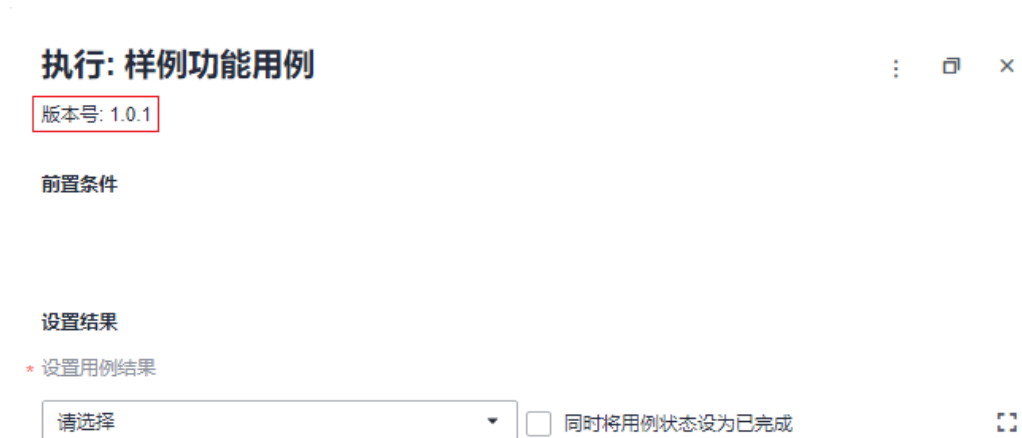 执行: 样例功能用例
版本号: 1.0.1
前置条件
设置结果
* 设置用例结果
请选择 同时将用例状态设为已完成